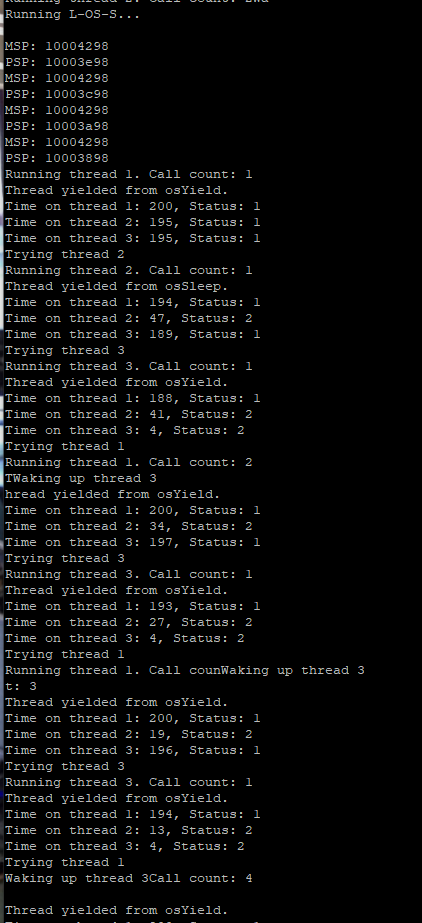 Running L-OS-S...
MSP: 10004298
PSP: 10003e98
MSP: 10004298
PSP: 10003c98
MSP: 10004298
PSP: 10003a98
MSP: 10004298
PSP: 10003898
Running thread 1. Call count: 1
Thread yielded from osYield.
Time on thread 1: 200, Status: 1
Time on thread 2: 195, Status: 1
Time on thread 3: 195, Status: 1
Trying thread 2
Running thread 2. Call count: 1
Thread yielded from osSleep.
Time on thread 1: 194, Status: 1
Time on thread 2: 47, Status: 2
Time on thread 3: 189, Status: 1
Trying thread 3
Running thread 3. Call count: 1
Thread yielded from osYield.
Time on thread 1: 188, Status: 1
Time on thread 2: 41, Status: 2
Time on thread 3: 4, Status: 2
Trying thread 1
Running thread 1. Call count: 2
TWaking up thread 3
hread yielded from osYield.
Time on thread 1: 200, Status: 1
Time on thread 2: 34, Status: 2
Time on thread 3: 197, Status: 1
Trying thread 3
Running thread 3. Call count: 1
Thread yielded from osYield.
Time on thread 1: 193, Status: 1
Time on thread 2: 27, Status: 2
Time on thread 3: 4, Status: 2
Trying thread 1
Running thread 1. Call counWaking up thread 3
t: 3
Thread yielded from osYield.
Time on thread 1: 200, Status: 1
Time on thread 2: 19, Status: 2
Time on thread 3: 196, Status: 1
Trying thread 3
Running thread 3. Call count: 1
Thread yielded from osYield.
Time on thread 1: 194, Status: 1
Time on thread 2: 13, Status: 2
Time on thread 3: 4, Status: 2
Trying thread 1
Waking up thread 3Call count: 4
Thread yielded from osYield.